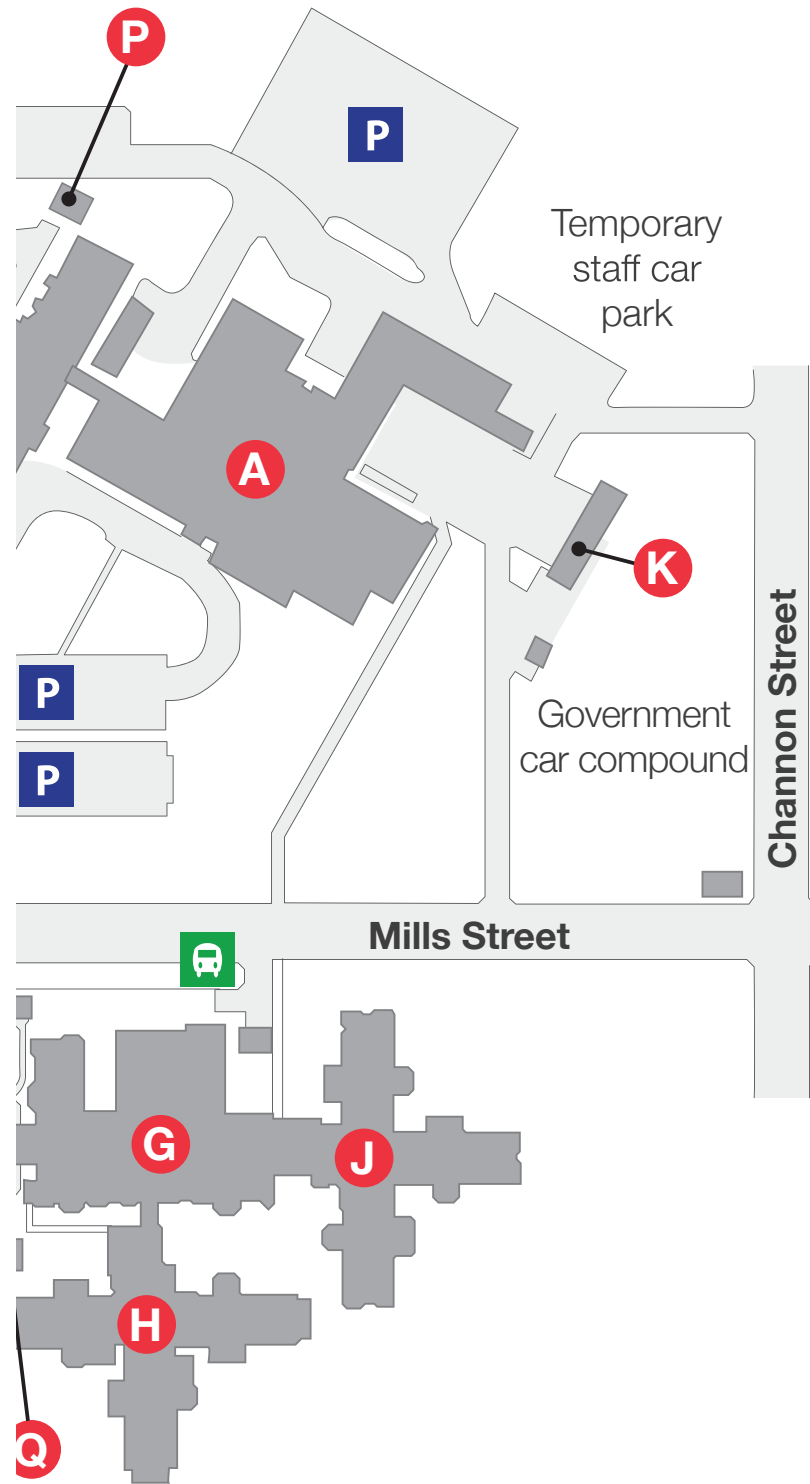 P
P
Temporary
staff car
park
A
K
P
Government
car compound
P
Channon Street
Mills Street
G
J
H
Q